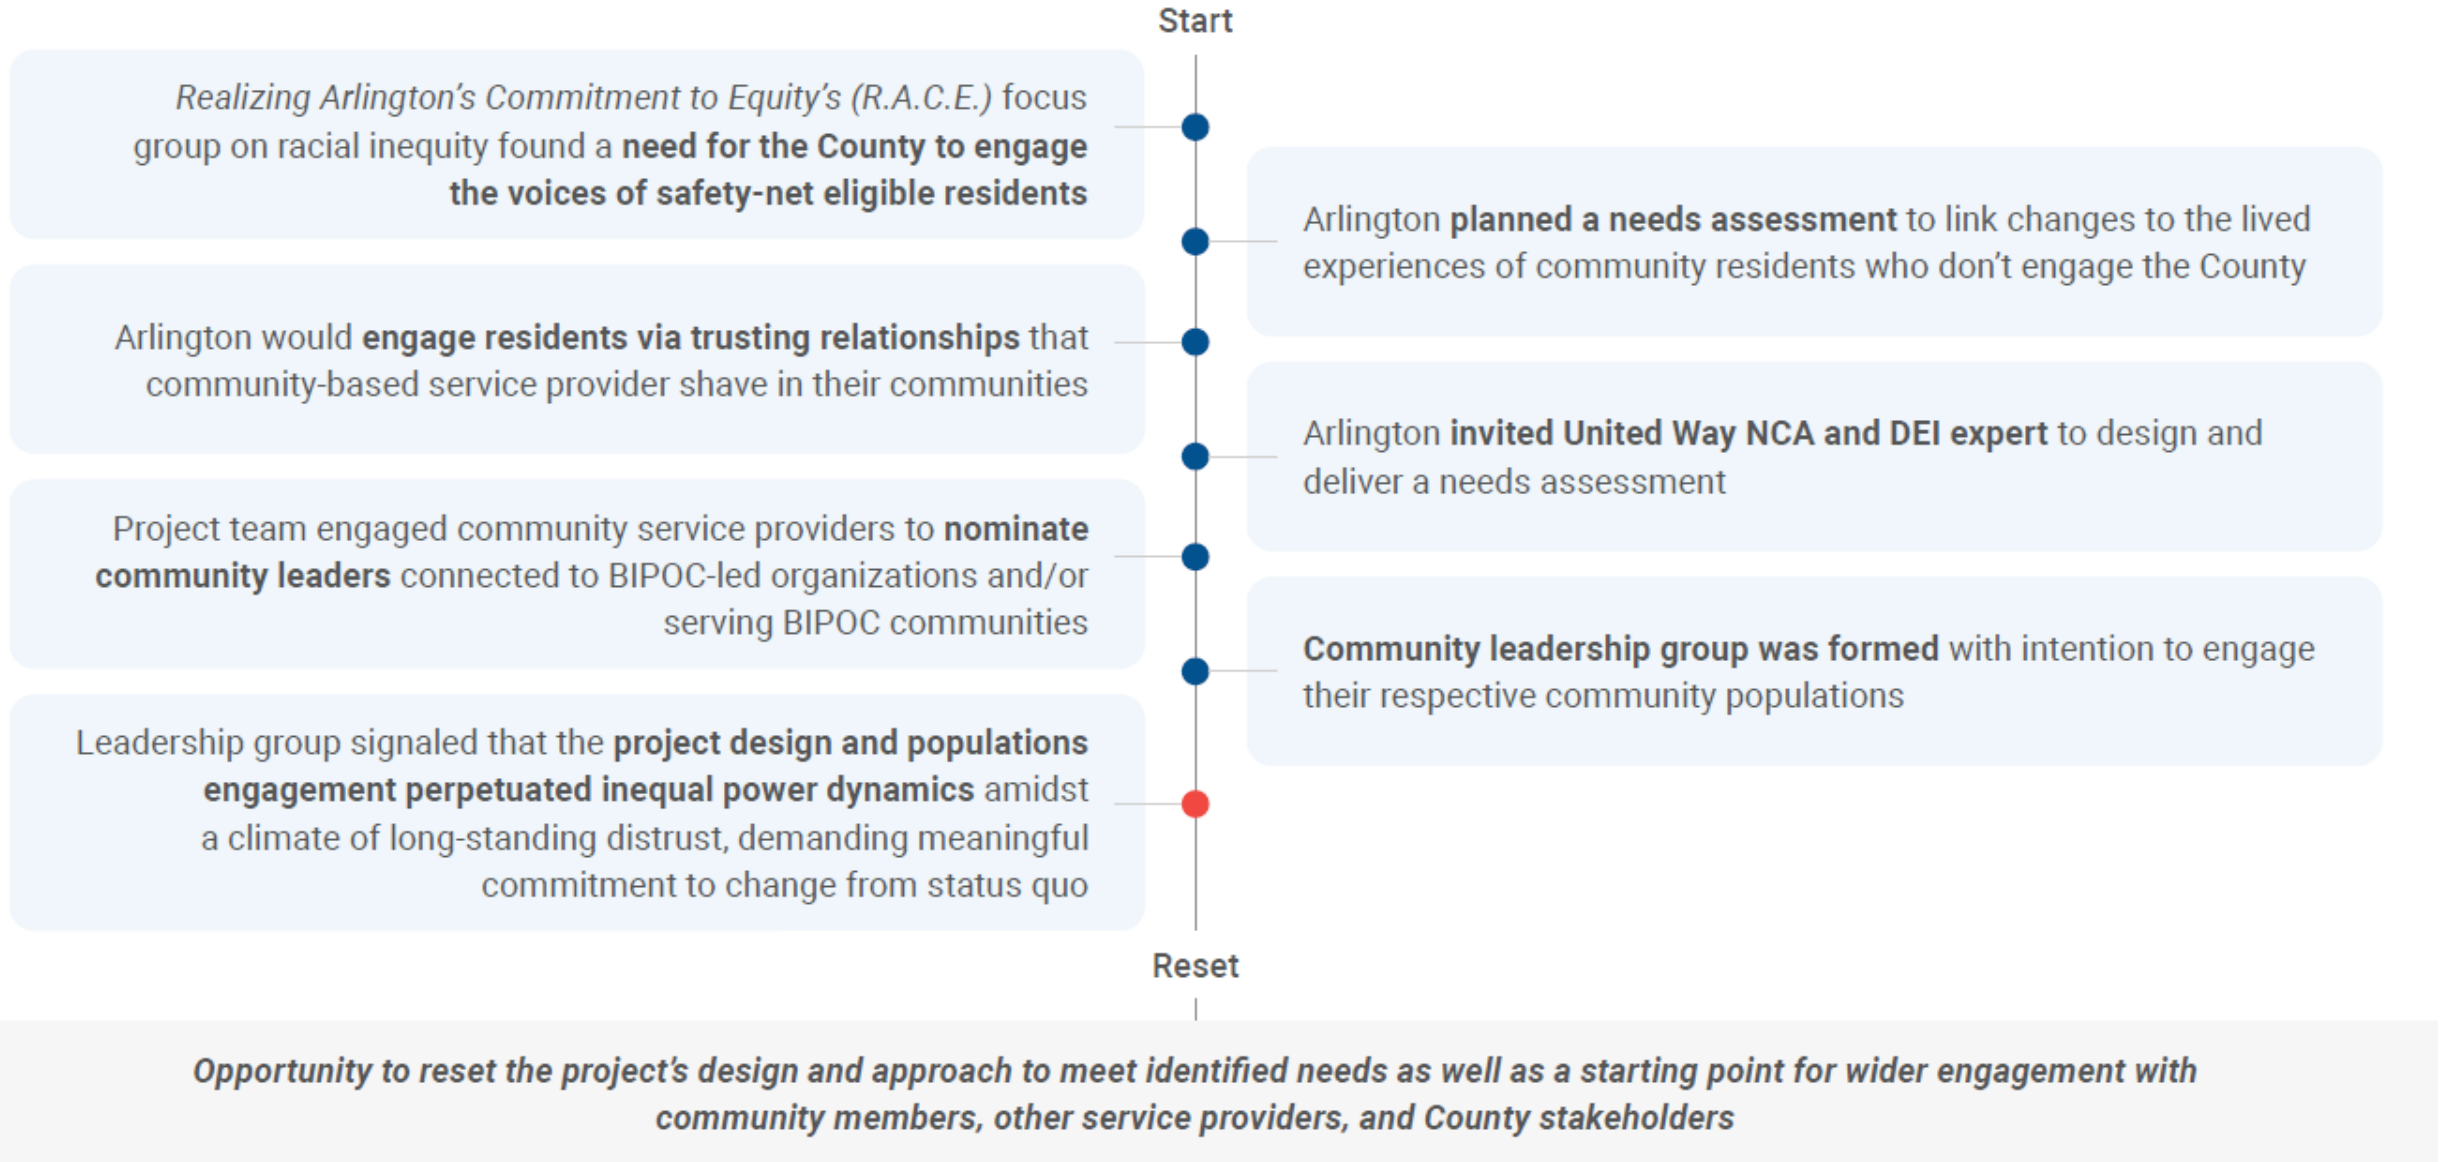 Start
Realizing Arlington's Commitment to Equity's (R.A.C.E.) focus
group on racial inequity found a need for the County to engage
the voices of safety-net eligible residents
Arlington planned a needs assessment to link changes to the lived
experiences of community residents who don't engage the County
Arlington would engage residents via trusting relationships that
community-based service provider shave in their communities
Arlington invited United Way NCA and DEI expert to design and
deliver a needs assessment
Project team engaged community service providers to nominate
community leaders connected to BIPOC-led organizations and/or
serving BIPOC communities
Community leadership group was formed with intention to engage
their respective community populations
Leadership group signaled that the project design and populations
engagement perpetuated inequal power dynamics amidst
a climate of long-standing distrust, demanding meaningful
commitment to change from status quo
Reset
Opportunity to reset the project's design and approach to meet identified needs as well as a starting point for wider engagement with
community members, other service providers, and County stakeholders